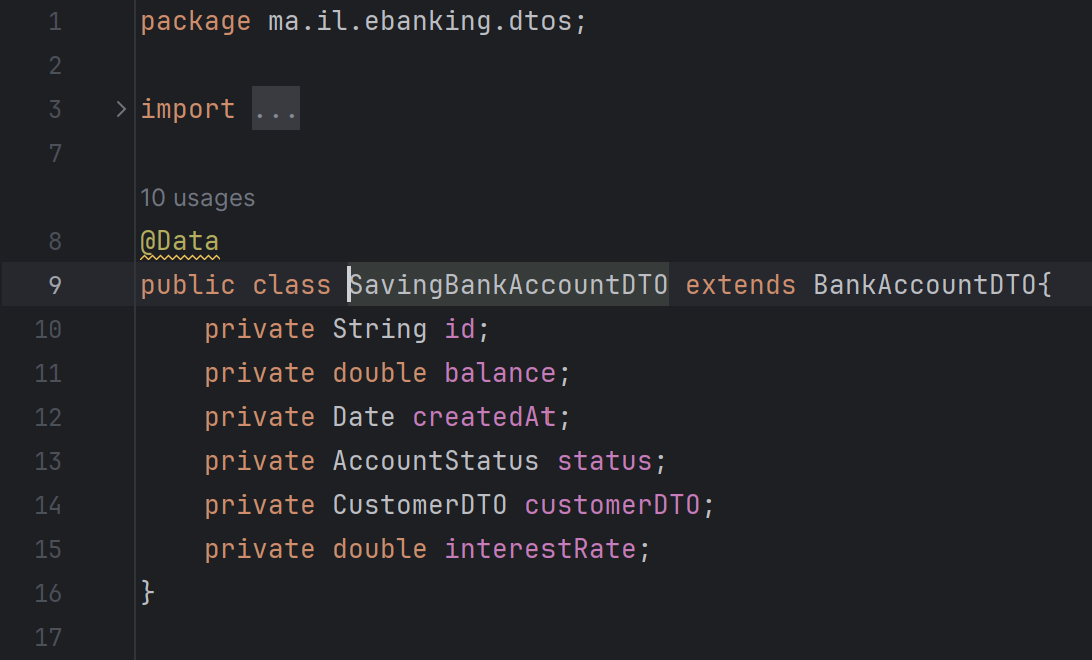 1 package ma.il.ebanking.dtos;
2
3 > import ...
7
10 usages
8 @Data
9 public class SavingBankAccountDTO extends BankAccountDTO{
10     private String id;
11     private double balance;
12     private Date createdAt;
13     private AccountStatus status;
14     private CustomerDTO customerDTO;
15     private double interestRate;
16 }
17